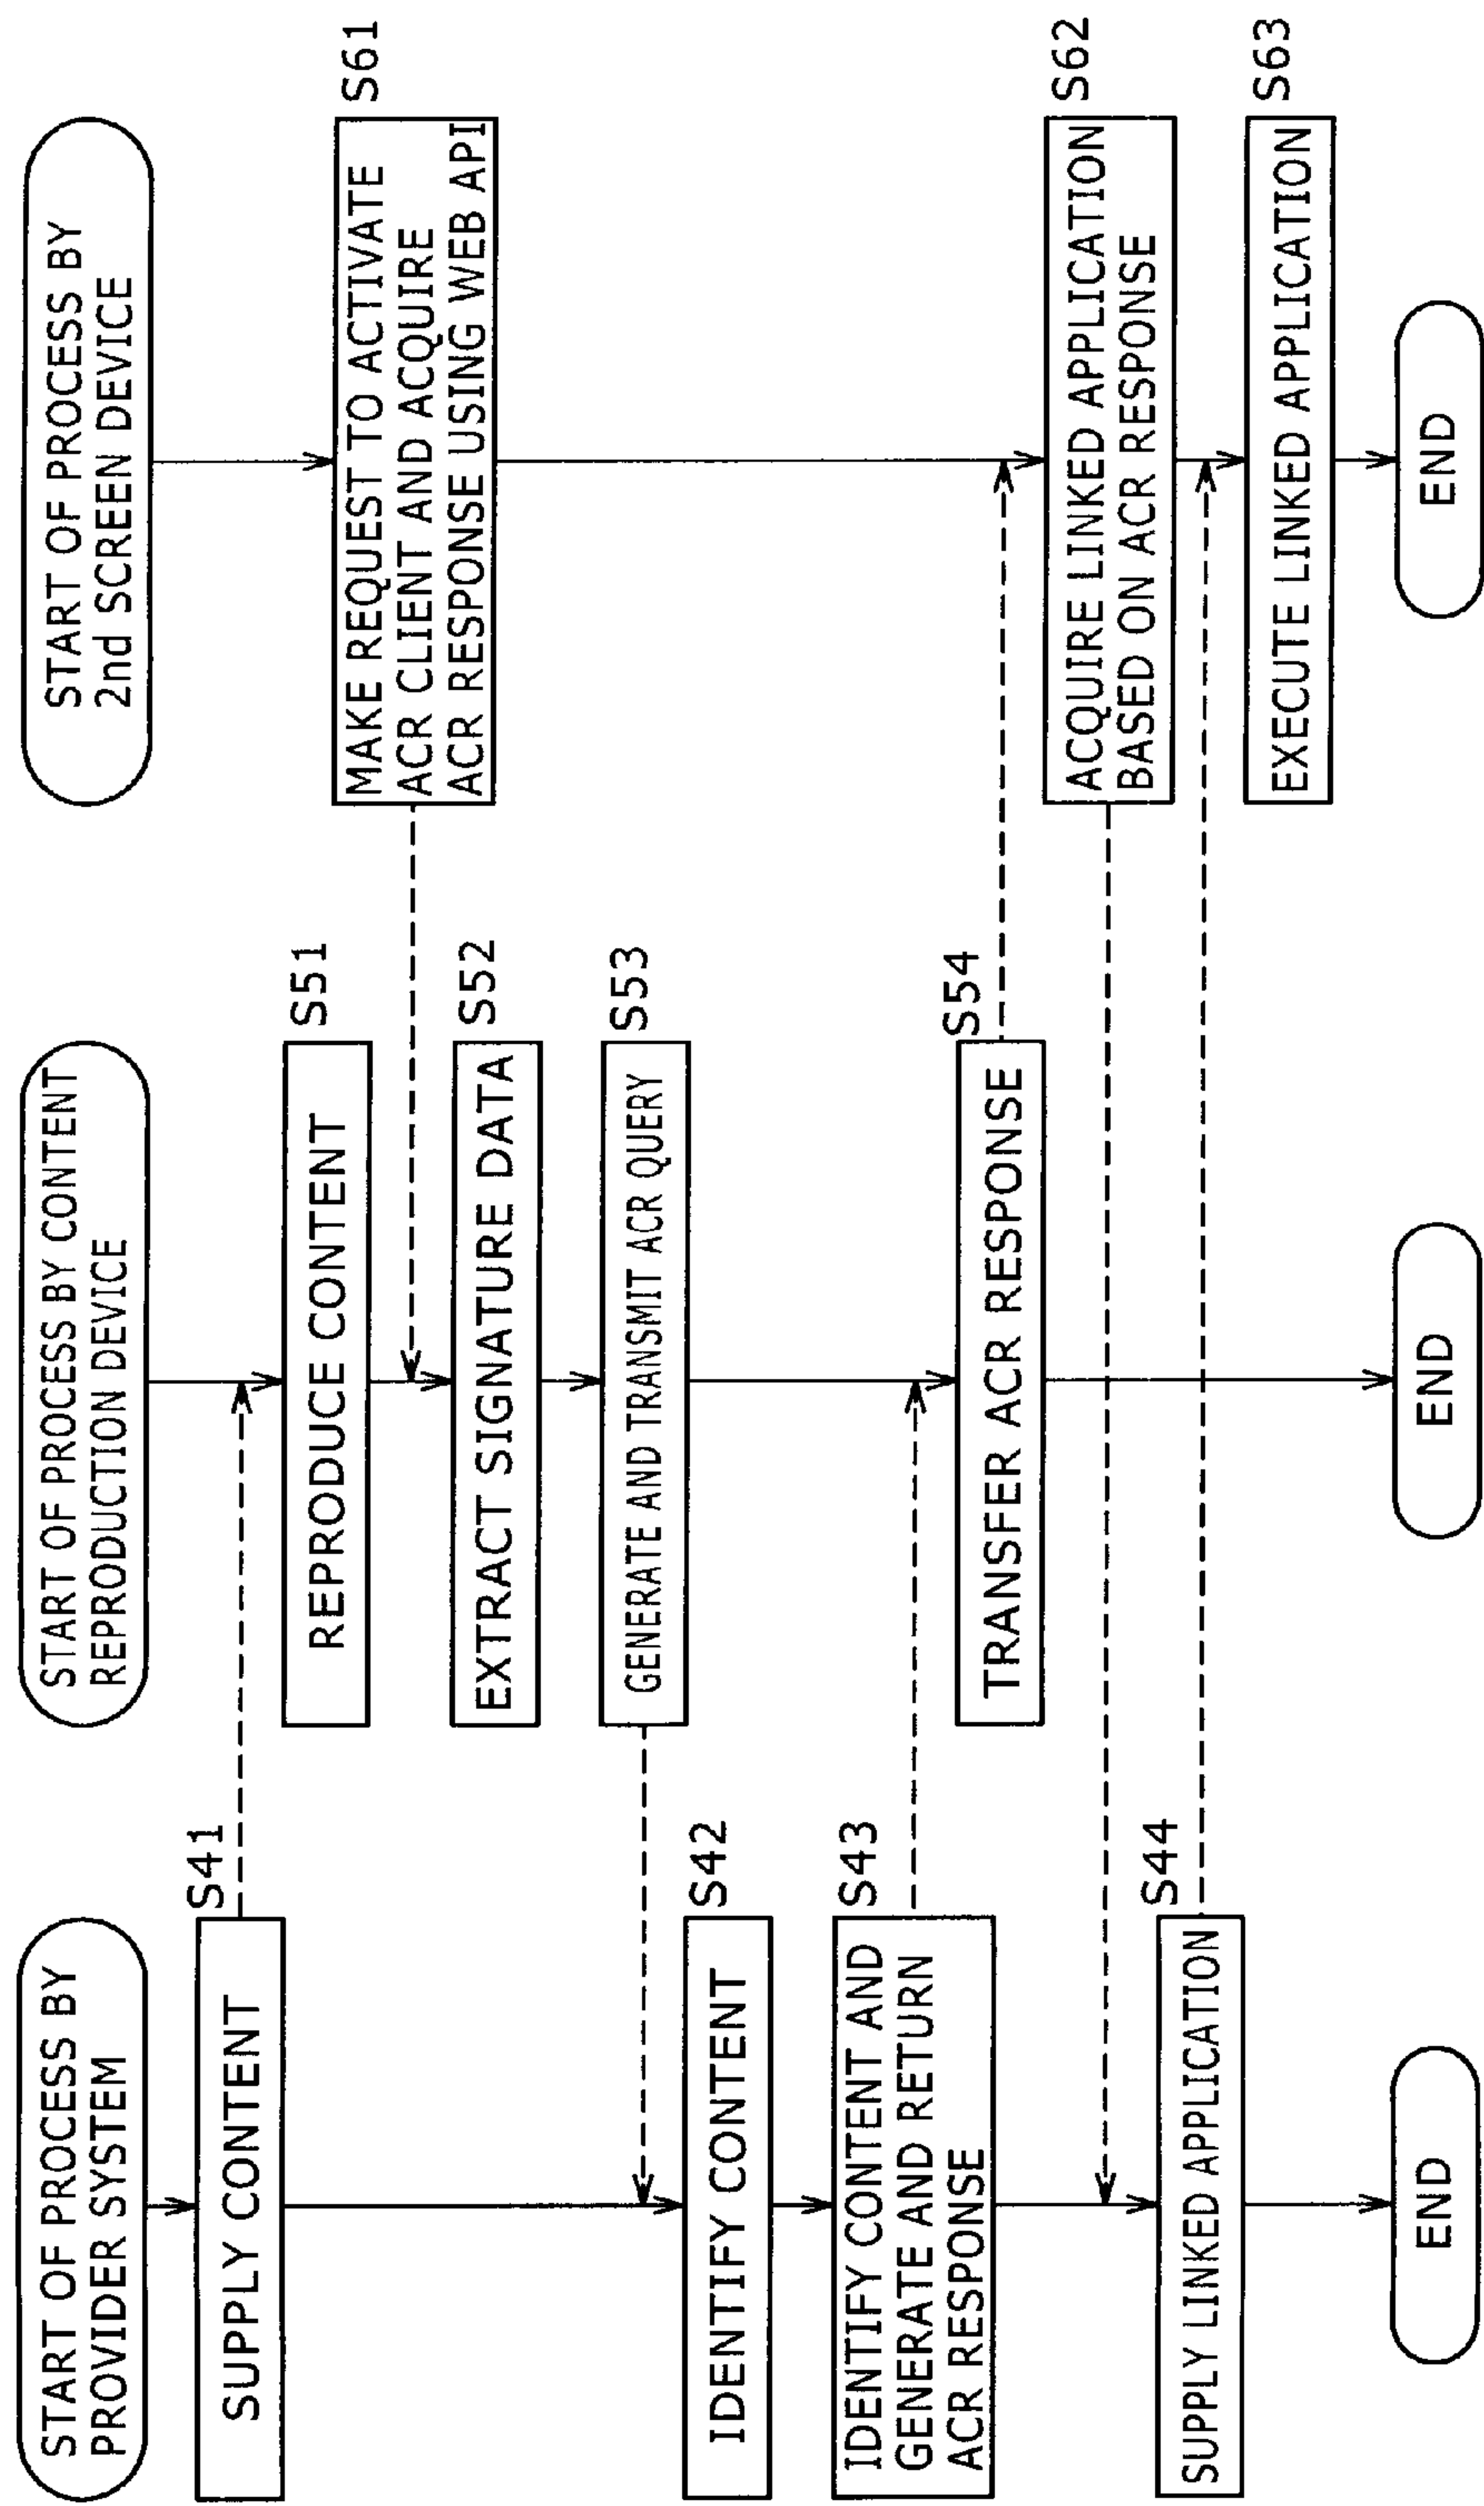 START OF PROCESS BY
PROVIDER SYSTEM
S41
SUPPLY CONTENT
S42
IDENTIFY CONTENT
S43
IDENTIFY CONTENT AND
GENERATE AND RETURN
ACR RESPONSE
S44
SUPPLY LINKED APPLICATION
END
START OF PROCESS BY CONTENT
REPRODUCTION DEVICE
S51
REPRODUCE CONTENT
S52
EXTRACT SIGNATURE DATA
S53
GENERATE AND TRANSMIT ACR QUERY
S54
TRANSFER ACR RESPONSE
END
START OF PROCESS BY
2nd SCREEN DEVICE
S61
MAKE REQUEST TO ACTIVATE
ACR CLIENT AND ACQUIRE
ACR RESPONSE USING WEB API
S62
ACQUIRE LINKED APPLICATION
BASED ON ACR RESPONSE
S63
EXECUTE LINKED APPLICATION
END